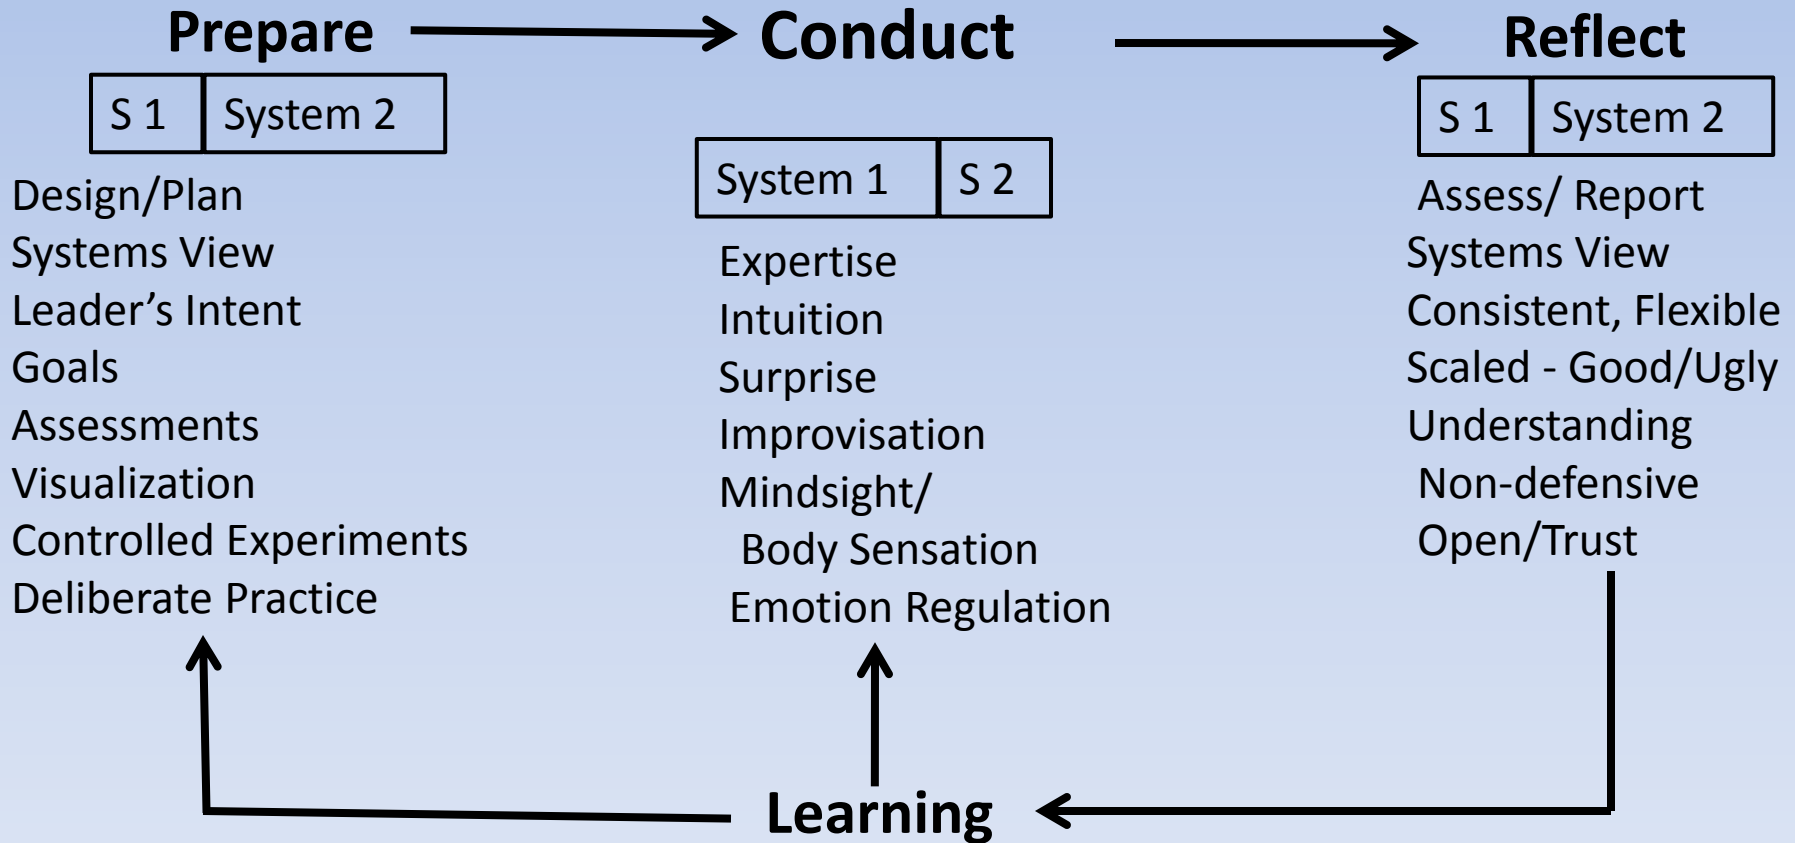 Prepare
Conduct
Reflect
S 1
System 2
Design/Plan
Systems View
Leader’s Intent
Goals
Assessments
Visualization
Controlled Experiments
Deliberate Practice
System 1
S 2
Expertise
Intuition
Surprise
Improvisation
Mindsight/
Body Sensation
Emotion Regulation
S 1
System 2
Assess/ Report
Systems View
Consistent, Flexible
Scaled - Good/Ugly
Understanding
Non-defensive
Open/Trust
Learning